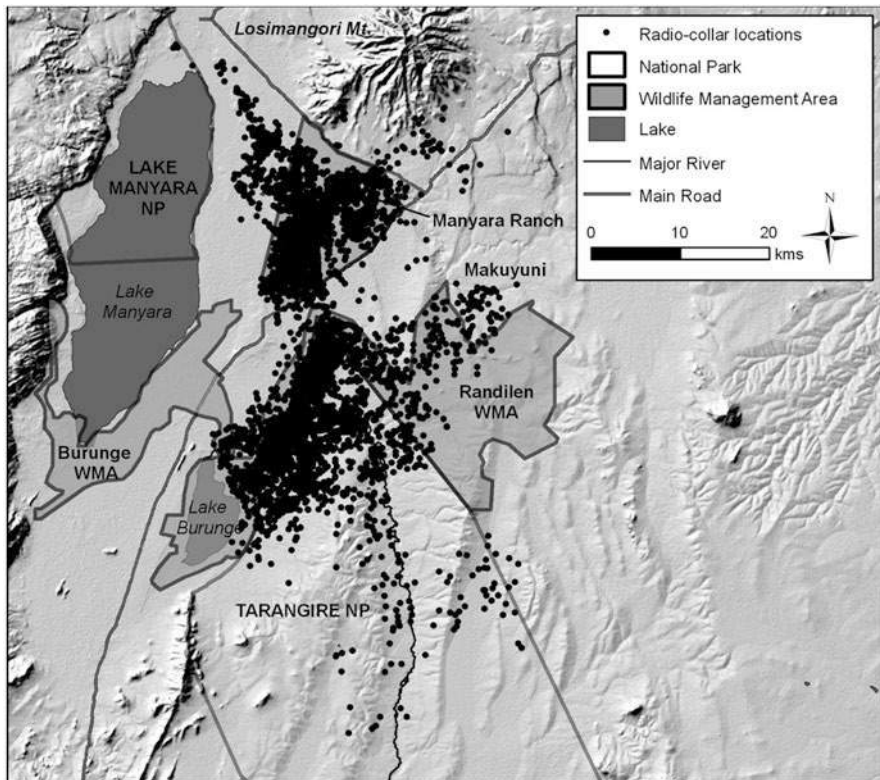 Losimangori Mt.
Radio-collar locations
National Park
Wildlife Management Area
Lake
Major River
Main Road
N
0 10 20
kms
LAKE
MANYARA
NP
Manyara Ranch
Makuyuni
Lake
Manyara
Randilen
WMA
Burunge
WMA
Lake
Burunge
TARANGIRE NP